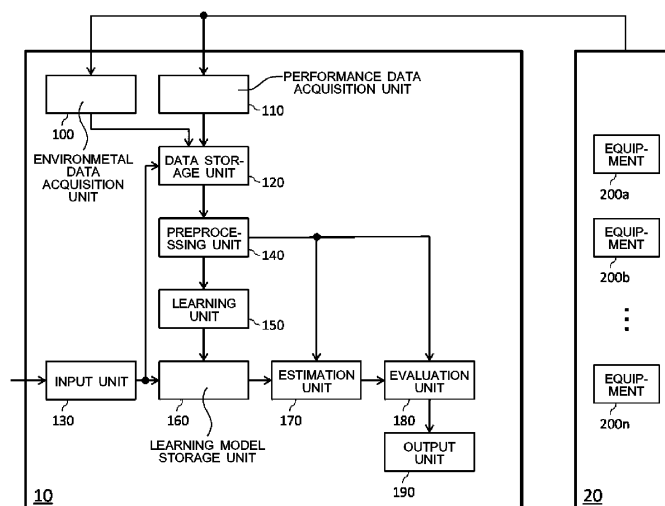 PERFORMANCE DATA
ACQUISITION UNIT
100
110
ENVIRONMETAL DATA
ACQUISITION
UNIT
DATA STOR-
AGE UNIT
120
PREPROCE-
SSING UNIT
140
LEARNING
UNIT
150
INPUT UNIT
130
160
LEARNING MODEL
STORAGE UNIT
ESTIMATION
UNIT
170
EVALUATION
UNIT
180
OUTPUT
UNIT
190
10
EQUIP-
MENT
200a
EQUIP-
MENT
200b
EQUIP-
MENT
200n
20